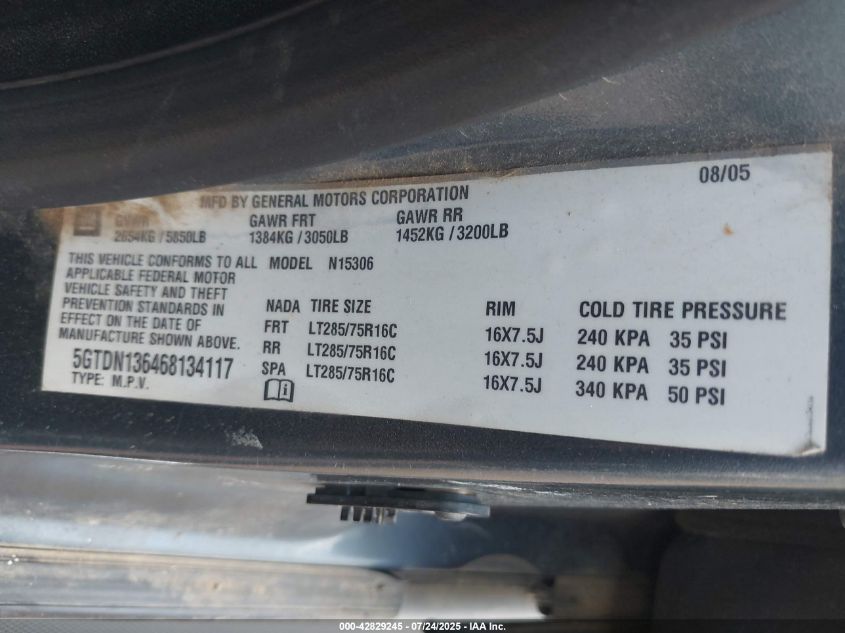 MFD BY GENERAL MOTORS CORPORATION
08/05
GM
GVWR GAWR FRT GAWR RR
2654KG / 5850LB 1384KG / 3050LB 1452KG / 3200LB
THIS VEHICLE CONFORMS TO ALL
APPLICABLE FEDERAL MOTOR
VEHICLE SAFETY AND THEFT
PREVENTION STANDARDS IN
EFFECT ON THE DATE OF
MANUFACTURE SHOWN ABOVE.
5GTDN136468134117
TYPE: M.P.V.
MODEL N15306
NADA TIRE SIZE RIM COLD TIRE PRESSURE
FRT LT285/75R16C 16X7.5J 240 KPA 35 PSI
RR LT285/75R16C 16X7.5J 240 KPA 35 PSI
SPA LT285/75R16C 16X7.5J 340 KPA 50 PSI
000-42829245 - 07/24/2025 - IAA Inc.